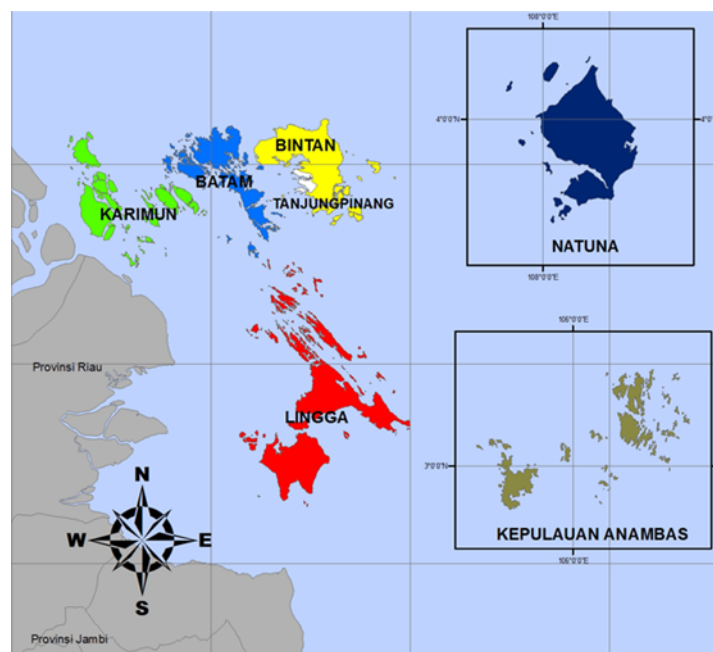 108°0'0"E
4°0'0"N
4°0
NATUNA
108°0'0"E
BINTAN
BATAM
TANJUNGPINANG
KARIMUN
106°0'0"E
Provinsi Riau
LINGGA
3°0'0"N
KEPULAUAN ANAMBAS
106°0'0"E
N
W
E
S
Provinsi Jambi